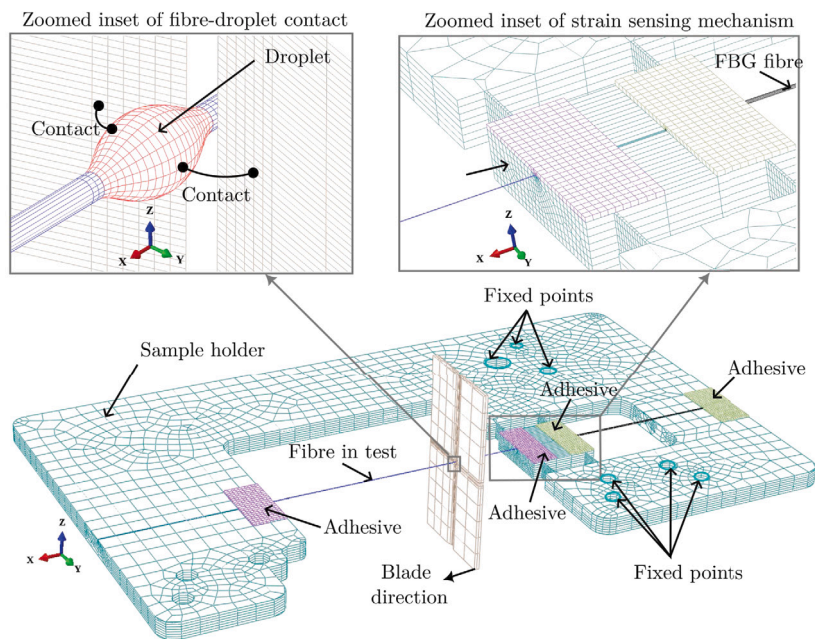 Zoomed inset of fibre-droplet contact
Droplet
Contact
Contact
Z
X
Y
Zoomed inset of strain sensing mechanism
FBG fibre
Z
X
Y
Fixed points
Sample holder
Adhesive
Adhesive
Fibre in test
Adhesive
Adhesive
Z
X
Y
Blade
direction
Fixed points